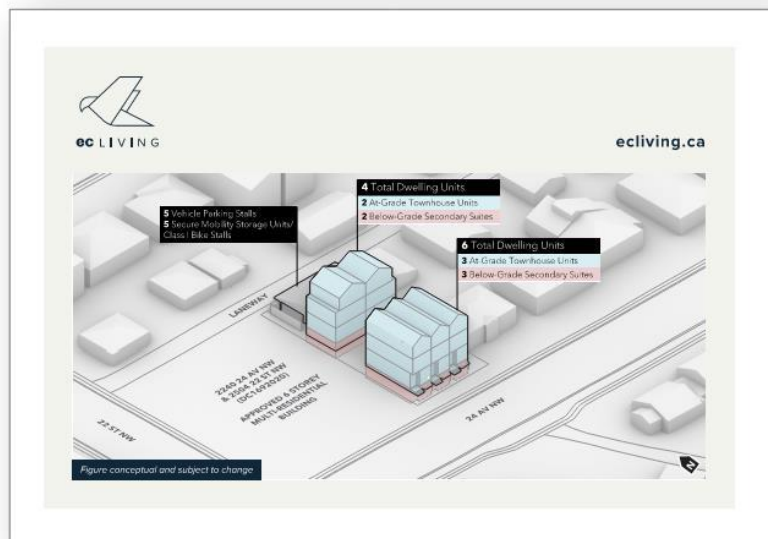 ec LIVING
ecliving.ca
4 Total Dwelling Units
2 At-Grade Townhouse Units
2 Below-Grade Secondary Suites
5 Vehicle Parking Stalls
5 Secure Mobility Storage Units/
Class I Bike Stalls
6 Total Dwelling Units
3 At-Grade Townhouse Units
3 Below-Grade Secondary Suites
LANEWAY
2240 24 AV NW
& 2504 22 ST NW
(DC1692020)
APPROVED 6 STOREY
MULTI-RESIDENTIAL
BUILDING
22 ST NW
24 AV NW
Figure conceptual and subject to change
N